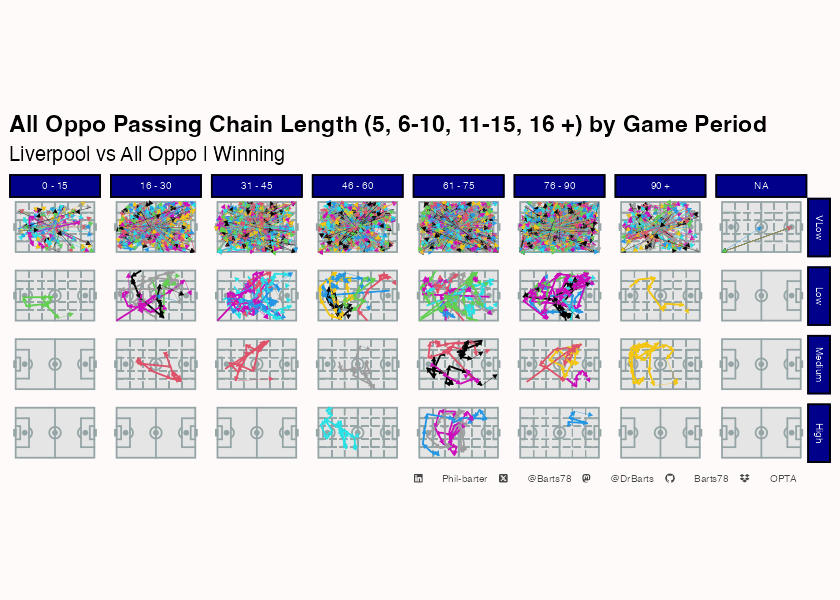 All Oppo Passing Chain Length (5, 6-10, 11-15, 16 +) by Game Period
Liverpool vs All Oppo | Winning
0 - 15 16 - 30 31 - 45 46 - 60 61 - 75 76 - 90 90 + NA
V.Low
Low
Medium
High
Phil-barter @Barts78 @DrBarts Barts78 OPTA